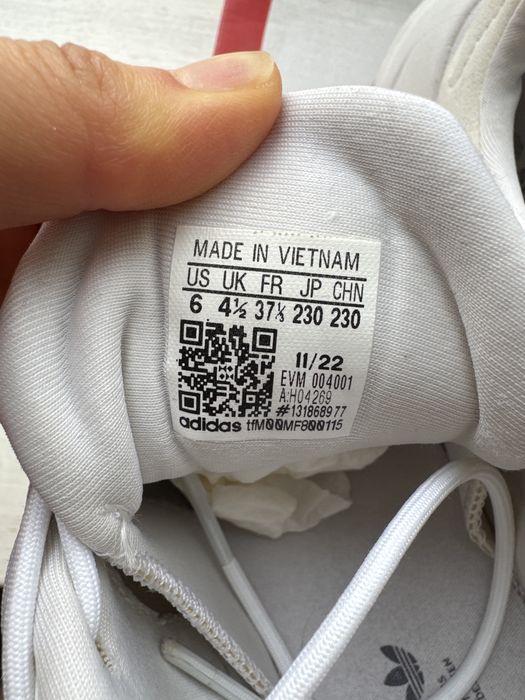 MADE IN VIETNAM
US UK FR JP CHN
6 4½ 37⅓ 230 230
11/22
EVM 004001
A:H04269
#131868977
adidas tfM00MF800115